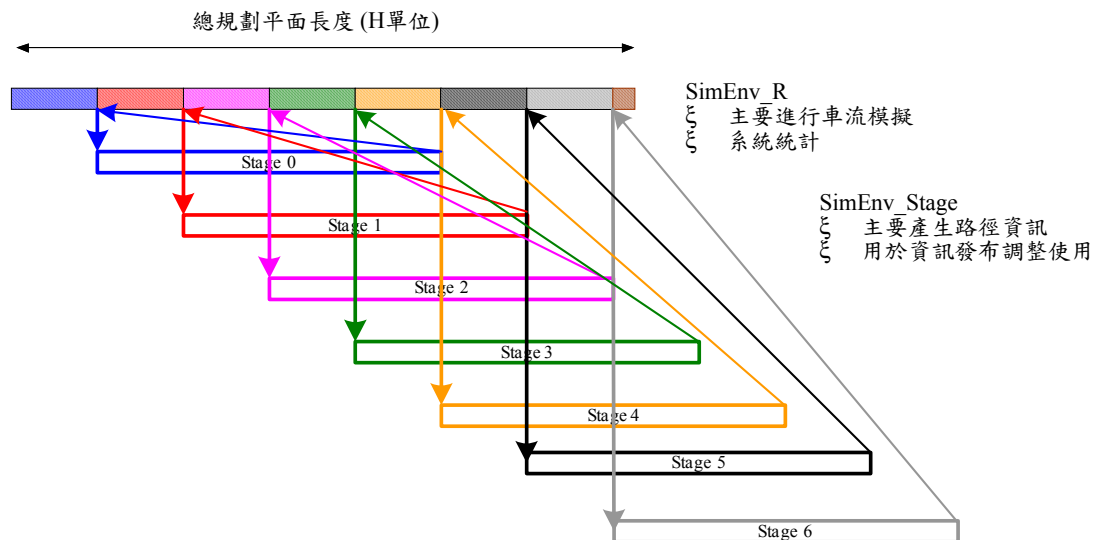 總規劃平面長度 (H單位)
SimEnv_R
ξ 主要進行車流模擬
ξ 系統統計
Stage 0
SimEnv_Stage
ξ 主要產生路徑資訊
ξ 用於資訊發布調整使用
Stage 1
Stage 2
Stage 3
Stage 4
Stage 5
Stage 6